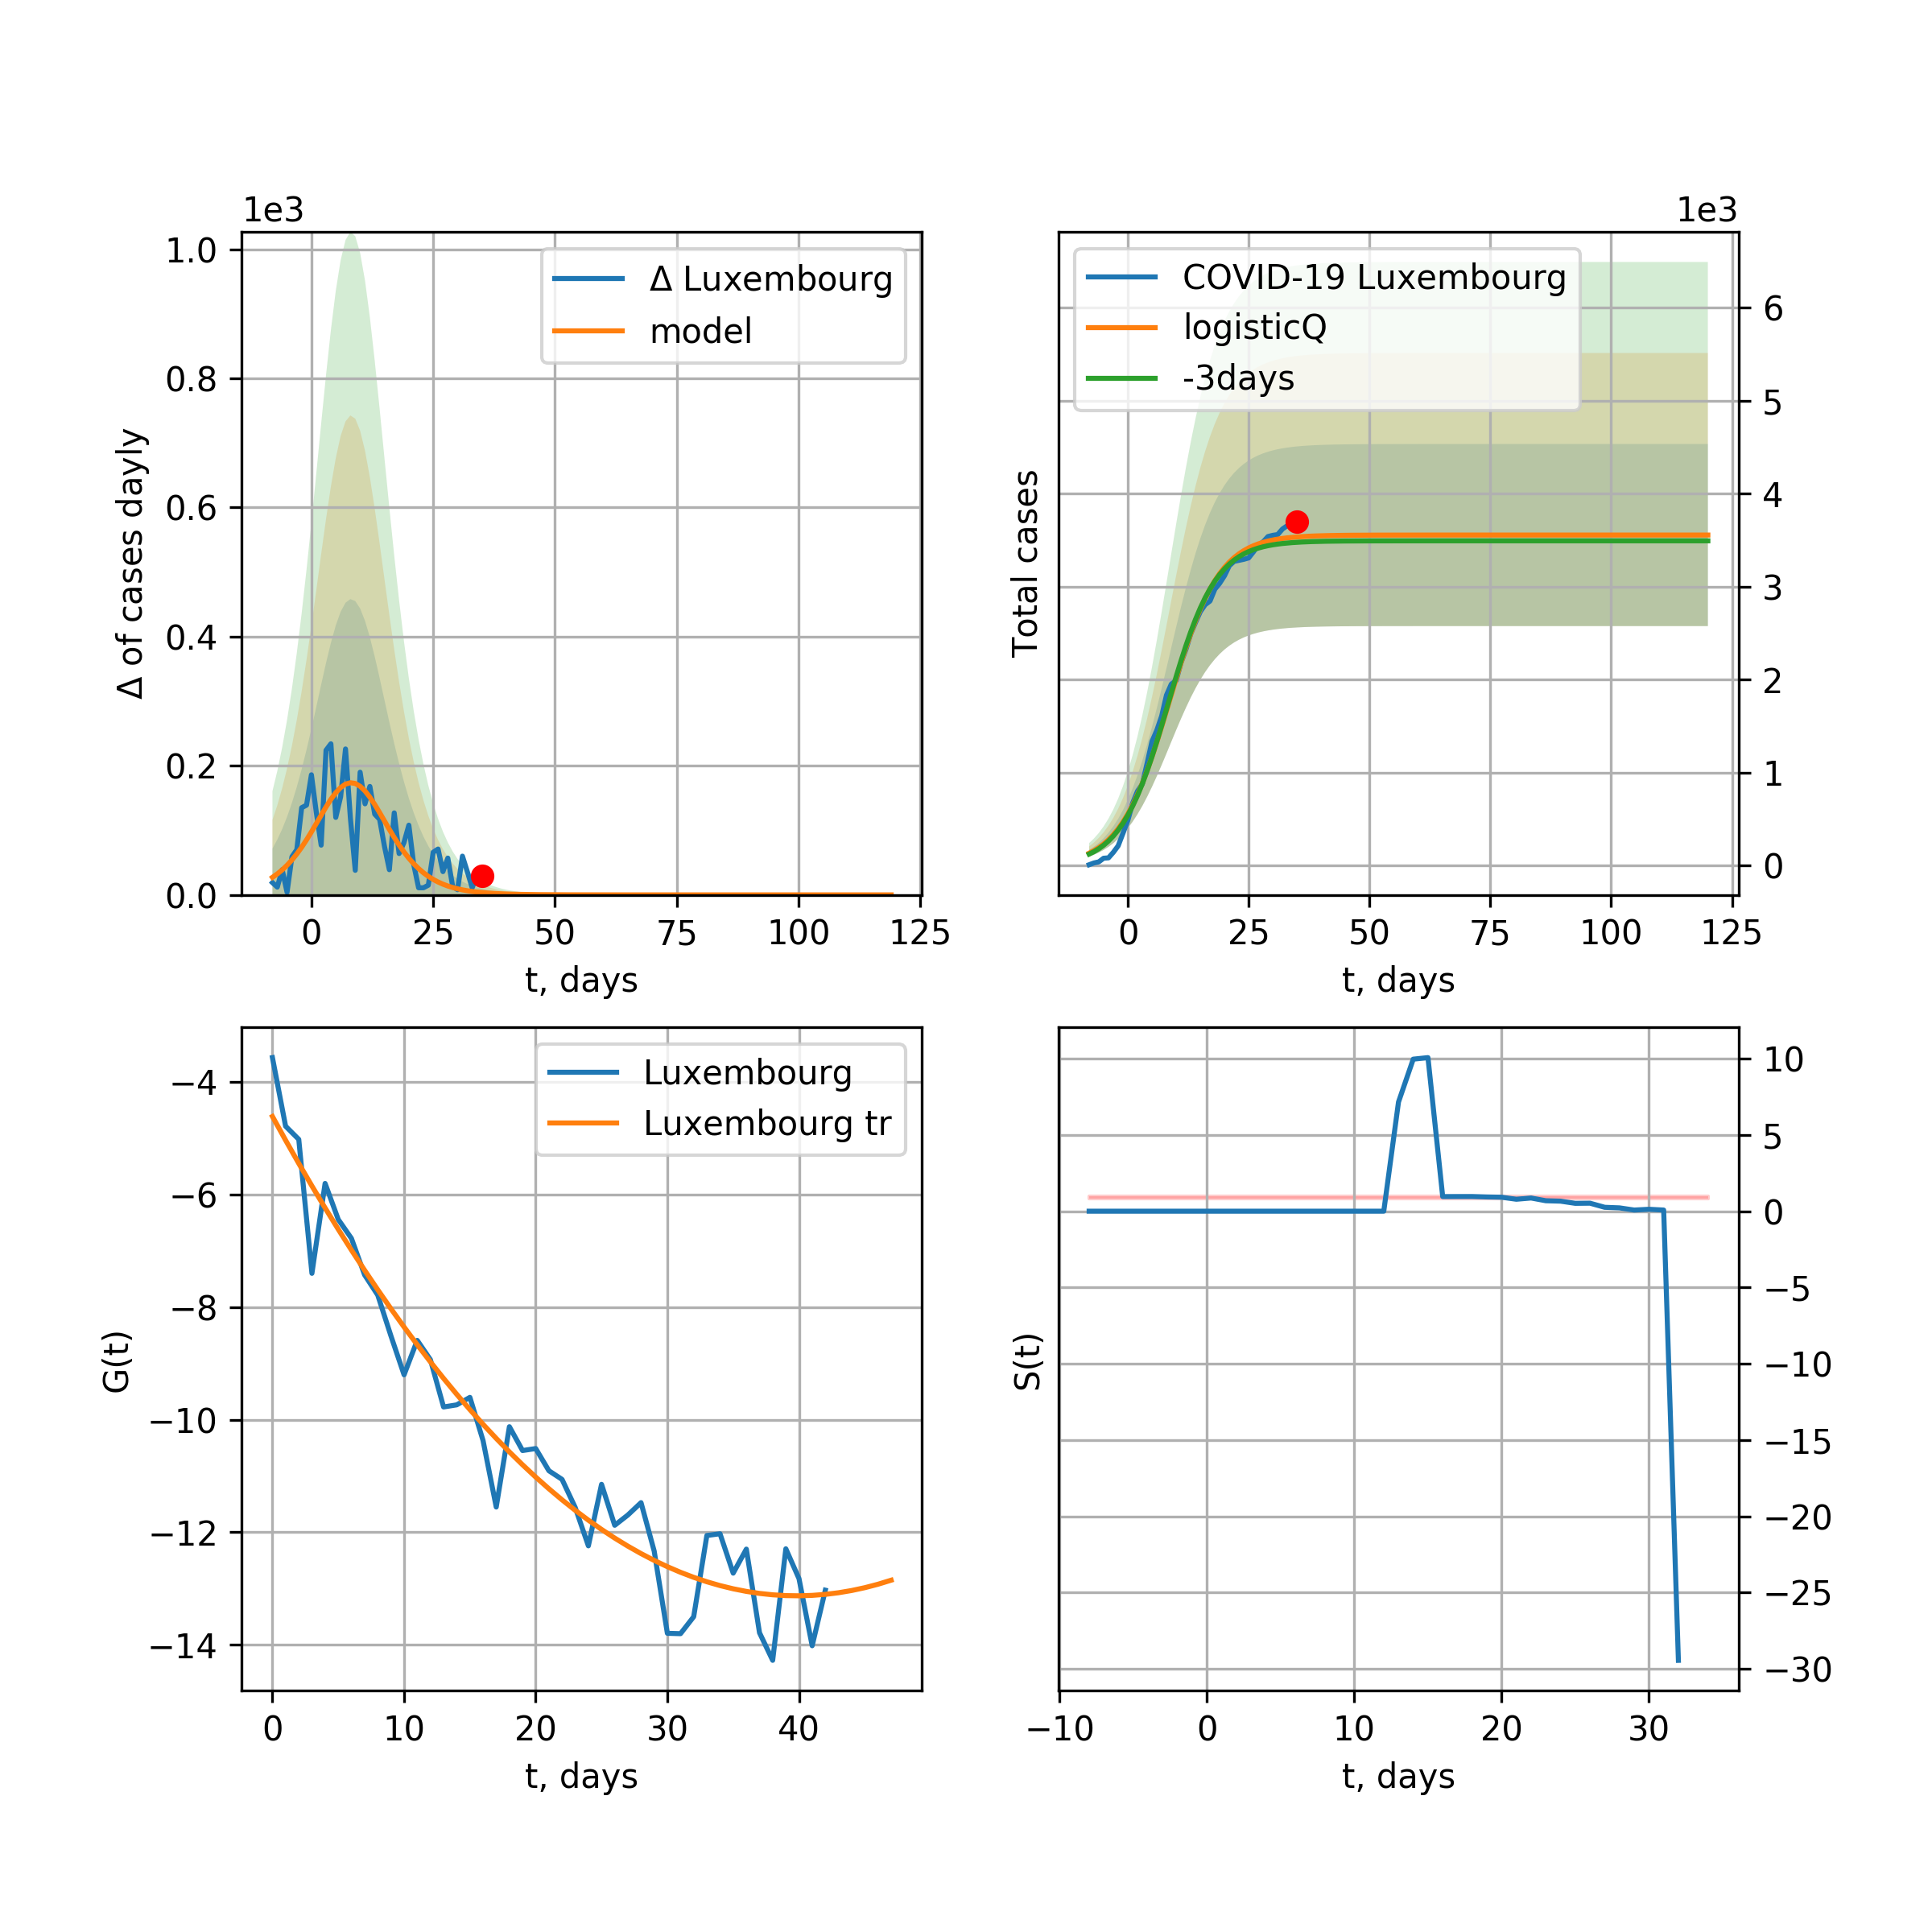 1e3
Δ of cases dayly
1.0
0.8
0.6
0.4
0.2
0.0
Δ Luxembourg
model
0 25 50 75 100 125
t, days
1e3
Total cases
COVID-19 Luxembourg
logisticQ
-3days
6
5
4
3
2
1
0
0 25 50 75 100 125
t, days
G(t)
−4
−6
−8
−10
−12
−14
Luxembourg
Luxembourg tr
0 10 20 30 40
t, days
S(t)
10
5
0
−5
−10
−15
−20
−25
−30
−10 0 10 20 30
t, days